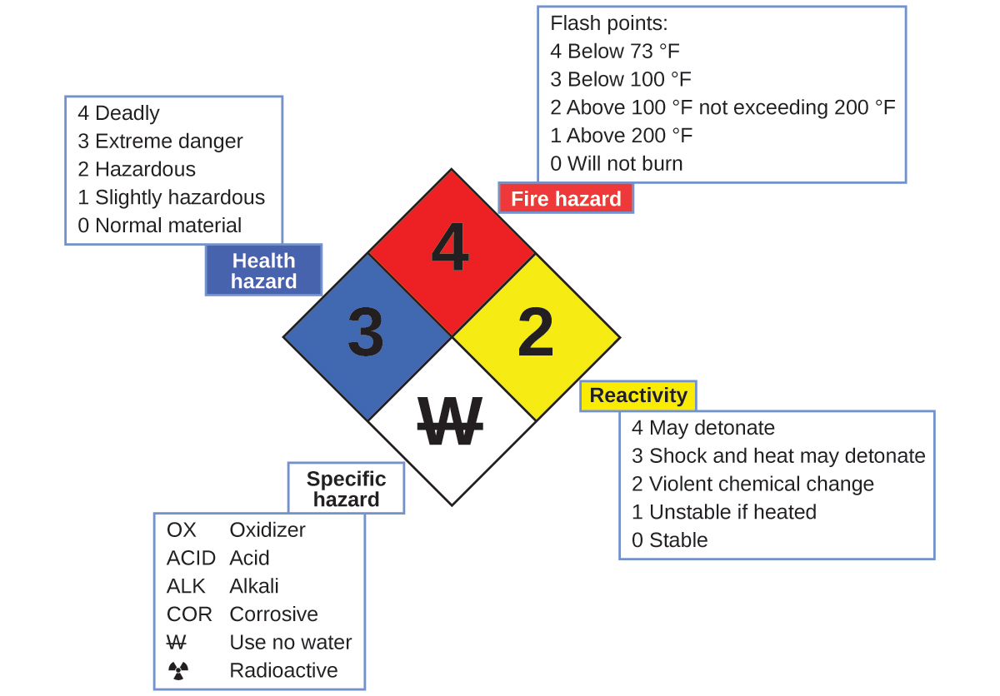 Flash points:
4 Below 73 °F
3 Below 100 °F
2 Above 100 °F not exceeding 200 °F
1 Above 200 °F
0 Will not burn
Fire hazard
4 Deadly
3 Extreme danger
2 Hazardous
1 Slightly hazardous
0 Normal material
Health
hazard
4
3
2
W
Reactivity
4 May detonate
3 Shock and heat may detonate
2 Violent chemical change
1 Unstable if heated
0 Stable
Specific
hazard
OX Oxidizer
ACID Acid
ALK Alkali
COR Corrosive
W Use no water
Radioactive